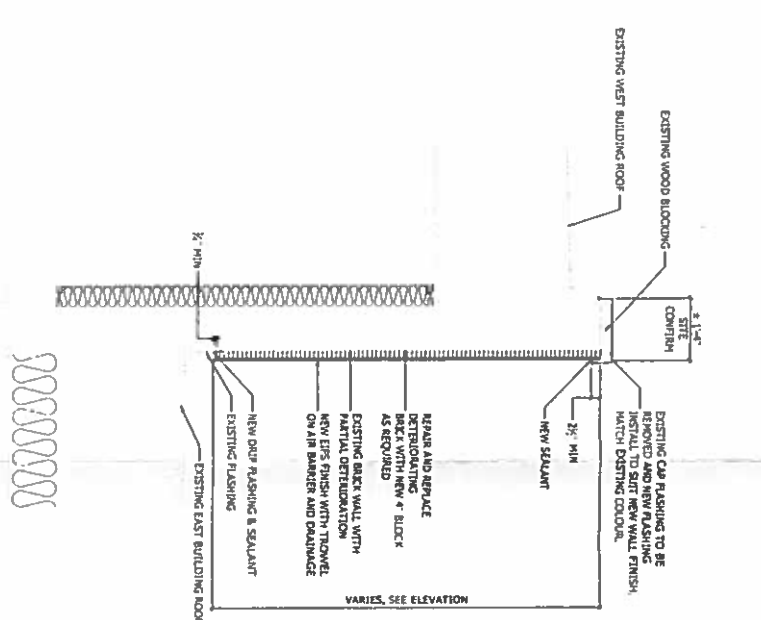 EXISTING WEST BUILDING ROOF
EXISTING WOOD BLOCKING
± 1'-4"
SITE
CONFIRM
EXISTING CAP FLASHING TO BE
REMOVED AND NEW FLASHING
INSTALL TO SUIT NEW WALL FINISH,
MATCH EXISTING COLOUR.
2½" MIN
NEW SEALANT
REPAIR AND REPLACE
DETERIORATING
BRICK WITH NEW 4" BLOCK
AS REQUIRED
EXISTING BRICK WALL WITH
PARTIAL DETERIORATION
NEW EIFS FINISH WITH TROWEL
ON AIR BARRIER AND DRAINAGE
¾" MIN
NEW DRIP FLASHING & SEALANT
EXISTING FLASHING
EXISTING EAST BUILDING ROOF
VARIES, SEE ELEVATION